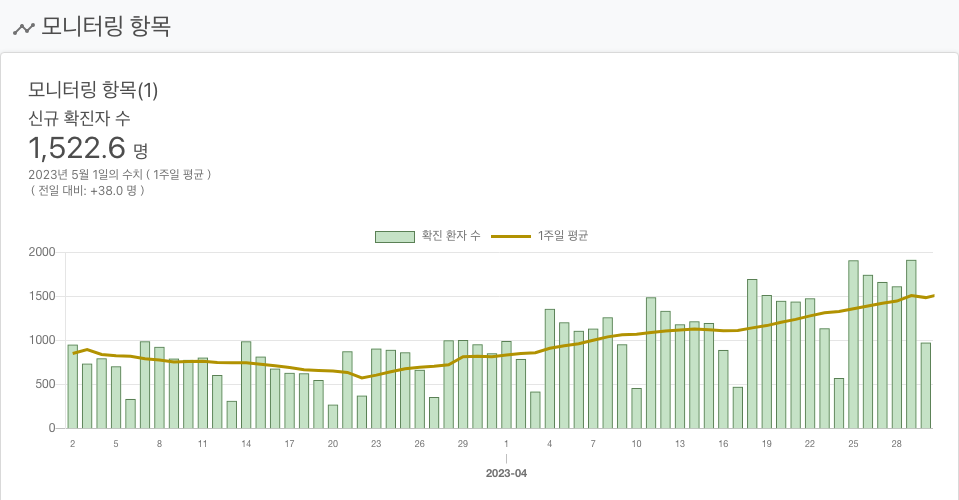 모니터링 항목
모니터링 항목(1)
신규 확진자 수
1,522.6 명
2023년 5월 1일의 수치 ( 1주일 평균 )
( 전일 대비: +38.0 명 )
확진 환자 수 1주일 평균
2000
1500
1000
500
0
2 5 8 11 14 17 20 23 26 29 1 4 7 10 13 16 19 22 25 28
2023-04